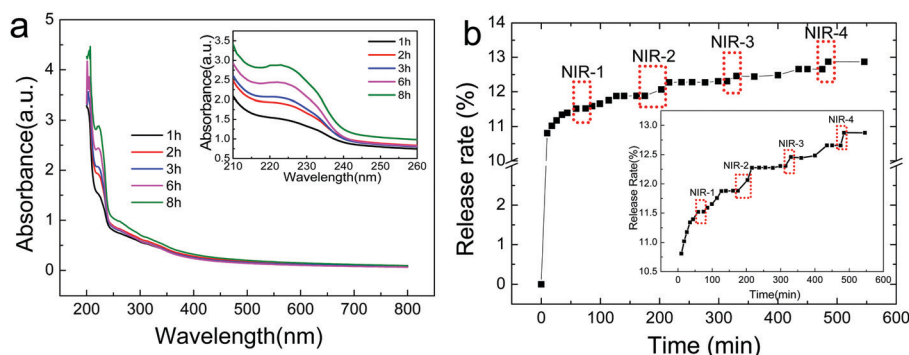 a
Absorbance(a.u.)
5
4
3
2
1
0
200 300 400 500 600 700 800
Wavelength(nm)
1h
2h
3h
6h
8h
Absorbance(a.u.)
3.5
3.0
2.5
2.0
1.5
1.0
0.5
210 220 230 240 250 260
Wavelength(nm)
1h
2h
3h
6h
8h
b
Release rate (%)
14
13
12
11
10
2
0
0 100 200 300 400 500 600
Time (min)
NIR-1
NIR-2
NIR-3
NIR-4
Release Rate(%)
13.0
12.5
12.0
11.5
11.0
10.5
0 100 200 300 400 500 600
Time(min)
NIR-1
NIR-2
NIR-3
NIR-4